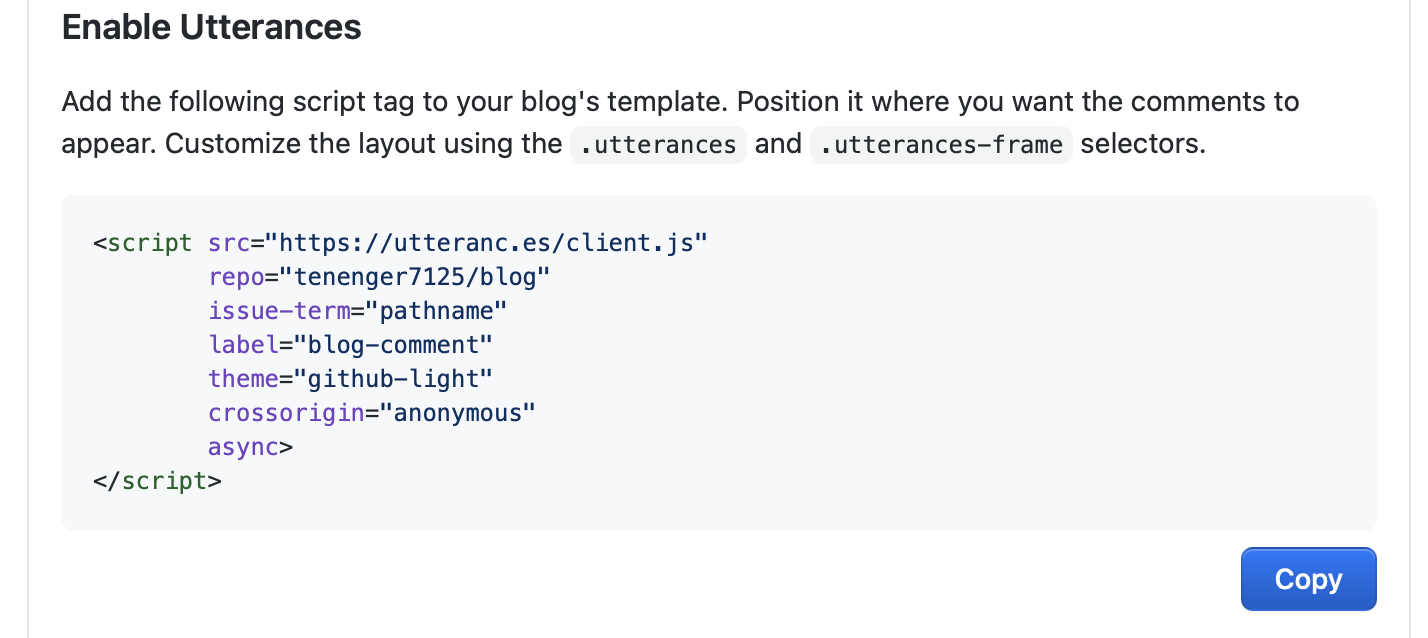 Enable Utterances
Add the following script tag to your blog's template. Position it where you want the comments to
appear. Customize the layout using the .utterances and .utterances-frame selectors.
<script src="https://utteranc.es/client.js"
        repo="tenenger7125/blog"
        issue-term="pathname"
        label="blog-comment"
        theme="github-light"
        crossorigin="anonymous"
        async>
</script>
Copy